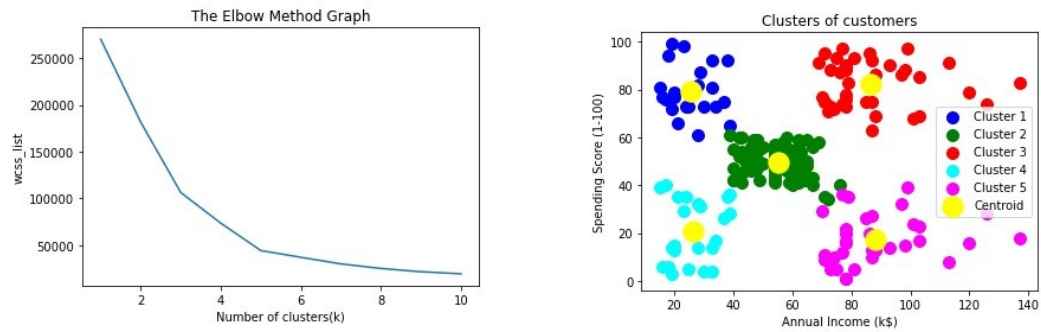 The Elbow Method Graph
250000
200000
150000
100000
50000
wcss_list
2 4 6 8 10
Number of clusters(k)
Clusters of customers
100
80
60
40
20
0
Spending Score (1-100)
Cluster 1
Cluster 2
Cluster 3
Cluster 4
Cluster 5
Centroid
20 40 60 80 100 120 140
Annual Income (k$)